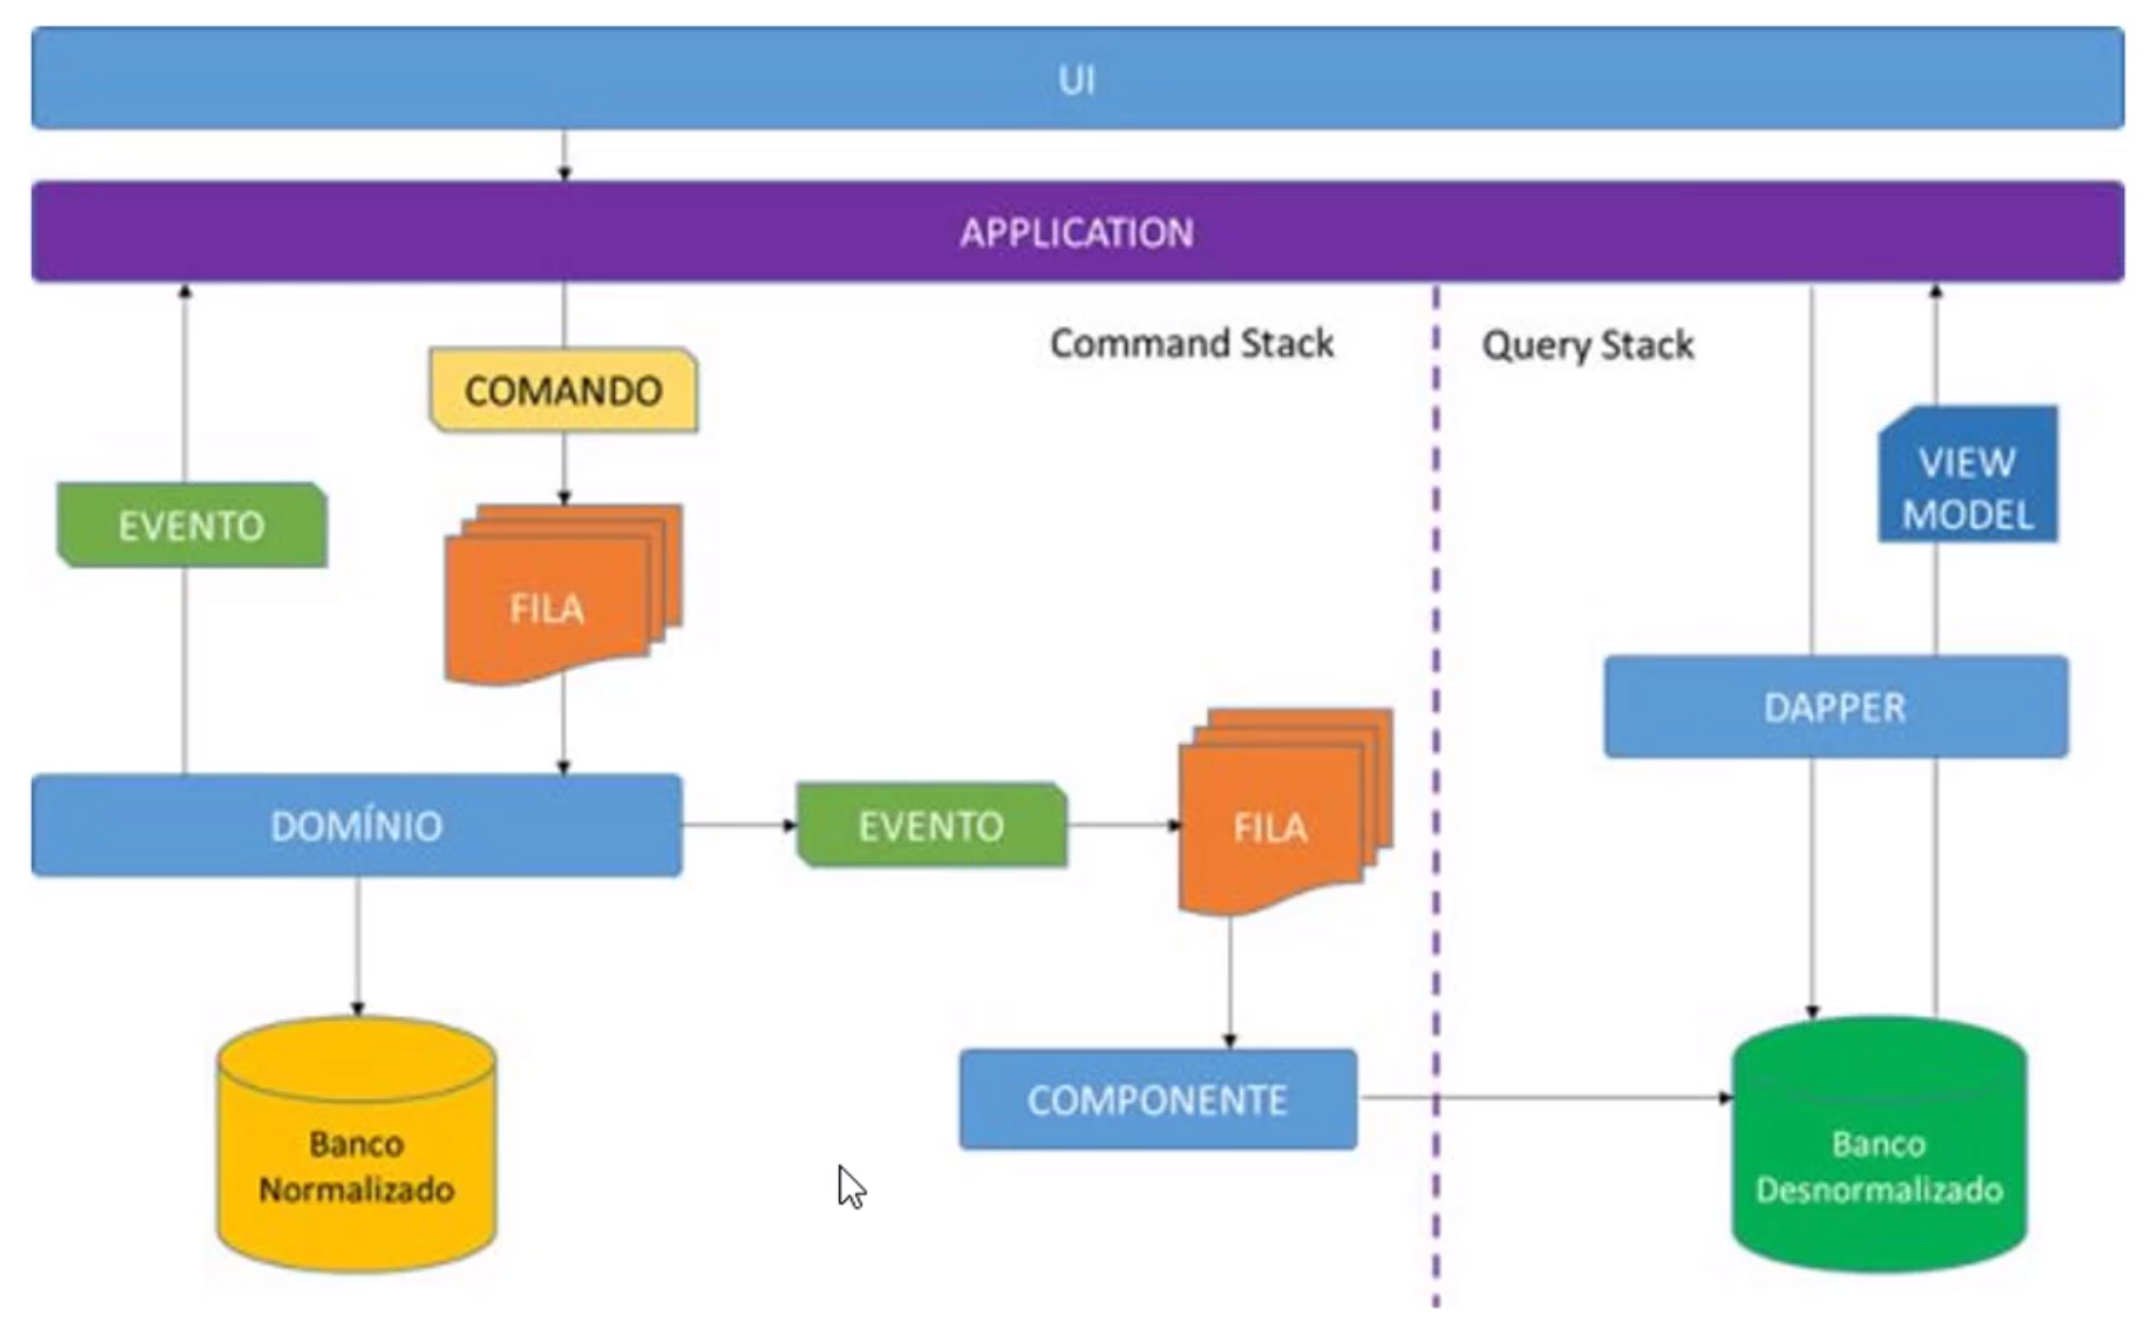 UI
APPLICATION
Command Stack
Query Stack
COMANDO
VIEW
MODEL
EVENTO
FILA
DAPPER
DOMÍNIO
EVENTO
FILA
COMPONENTE
Banco
Normalizado
Banco
Desnormalizado